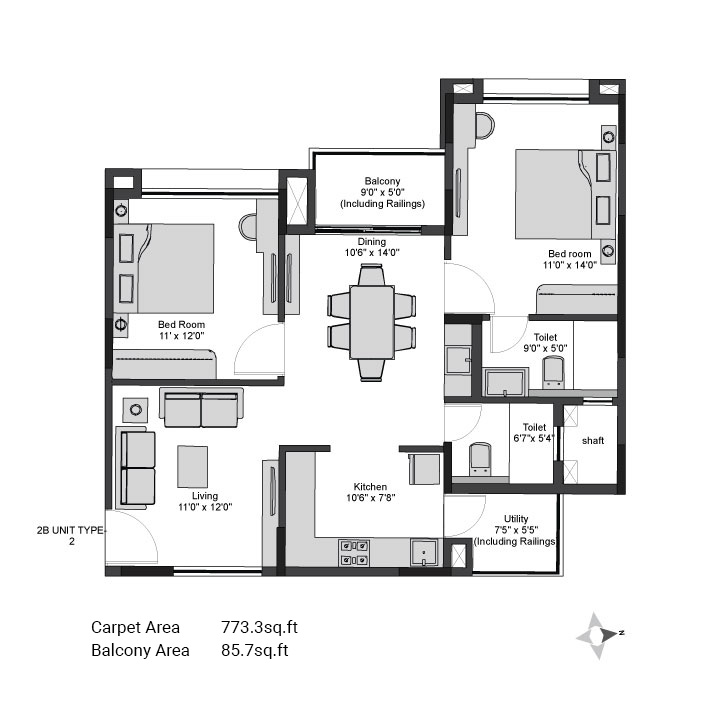 Balcony
9'0" x 5'0"
(Including Railings)
Dining
10'6" x 14'0"
Bed room
11'0" x 14'0"
Bed Room
11' x 12'0"
Toilet
9'0" x 5'0"
Toilet
6'7"x 5'4"
shaft
Living
11'0" x 12'0"
Kitchen
10'6" x 7'8"
Utility
7'5" x 5'5"
(Including Railings
2B UNIT TYPE-
2
Carpet Area 773.3sq.ft
Balcony Area 85.7sq.ft
N